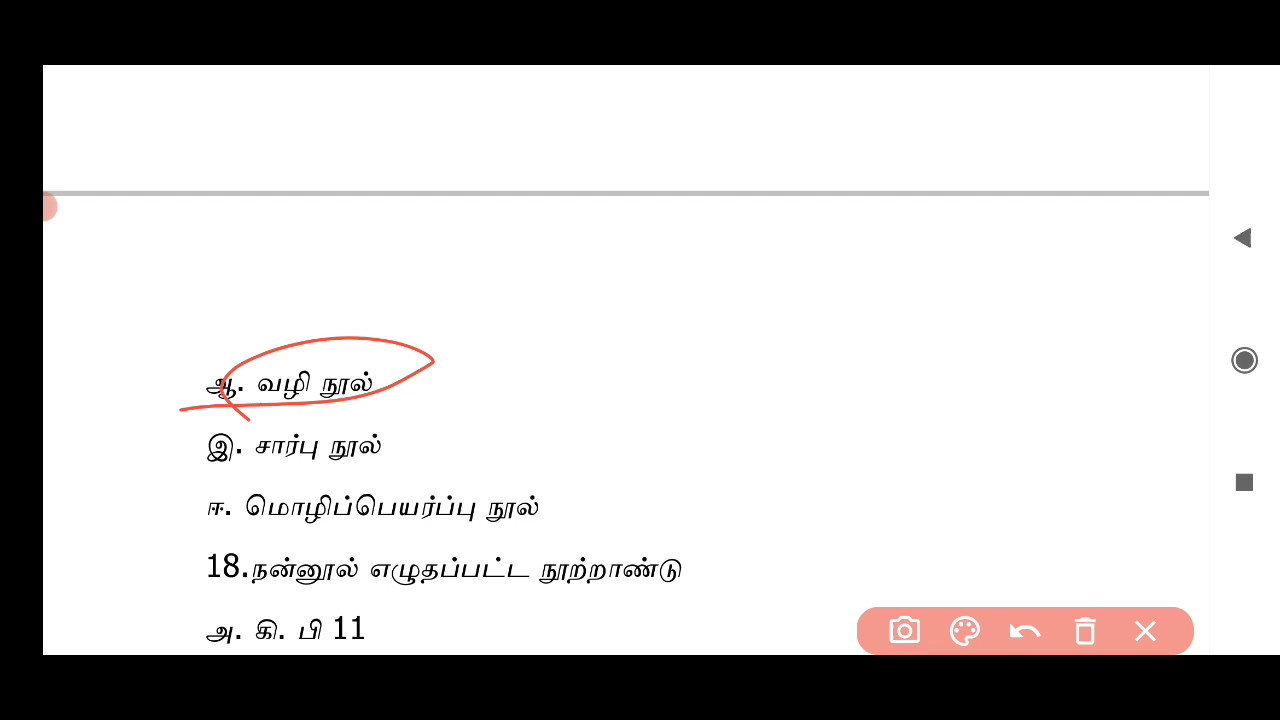 ஆ. வழி நூல்
இ. சார்பு நூல்
ஈ. மொழிப்பெயர்ப்பு நூல்
18.நன்னூல் எழுதப்பட்ட நூற்றாண்டு
அ. கி. பி 11